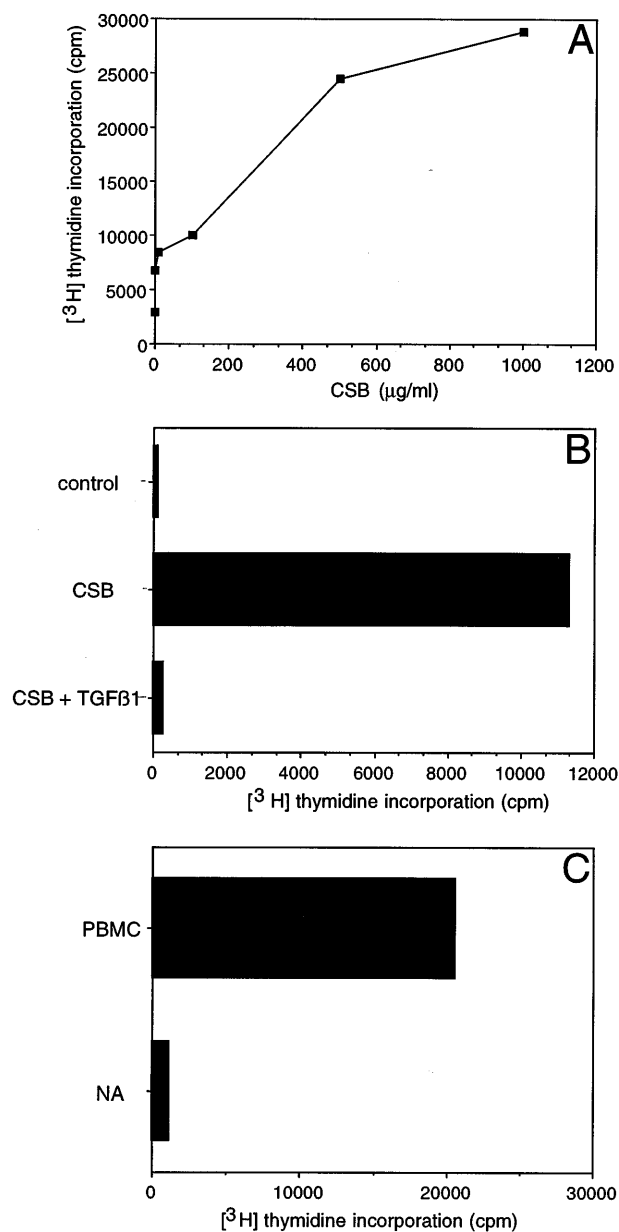 A
[³H] thymidine incorporation (cpm)
30000
25000
20000
15000
10000
5000
0
0 200 400 600 800 1000 1200
CSB (µg/ml)
B
control
CSB
CSB + TGFß1
0 2000 4000 6000 8000 10000 12000
[³ H] thymidine incorporation (cpm)
C
PBMC
NA
0 10000 20000 30000
[³H] thymidine incorporation (cpm)